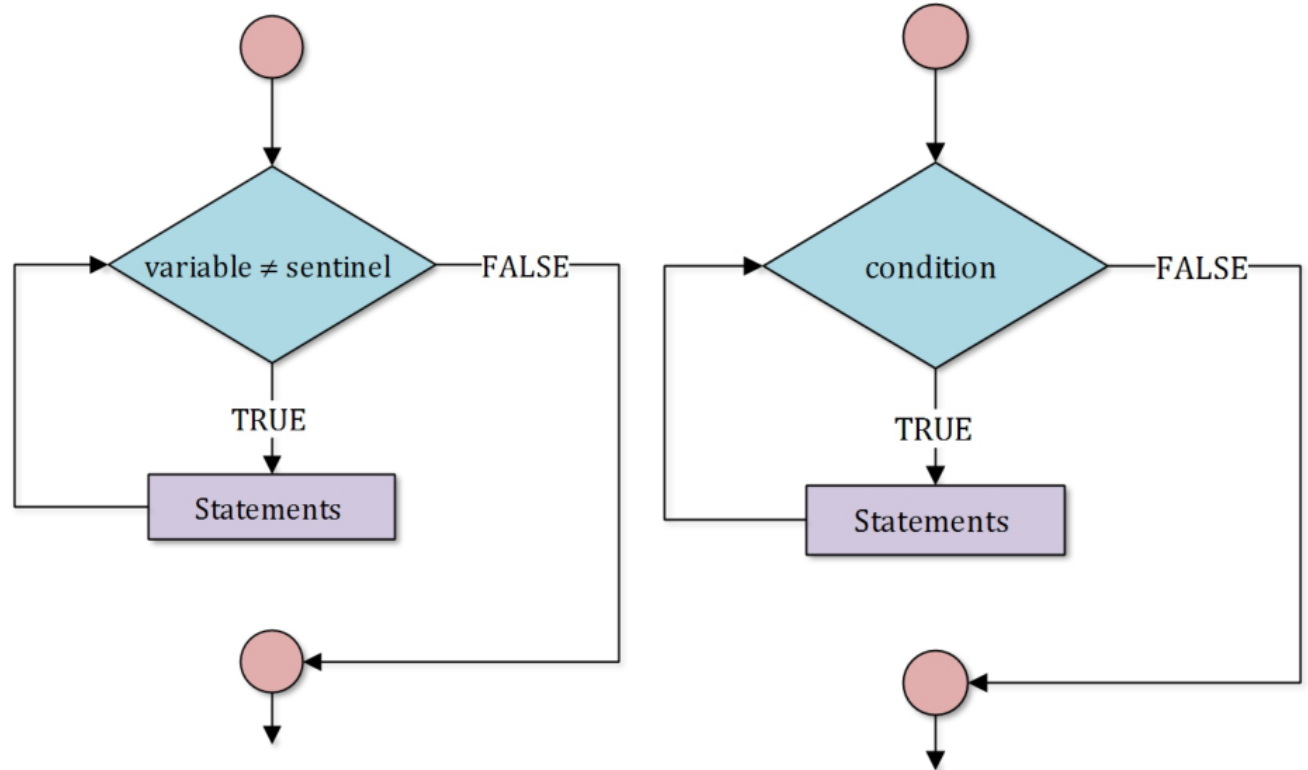 variable ≠ sentinel
FALSE
TRUE
Statements
condition
FALSE
TRUE
Statements